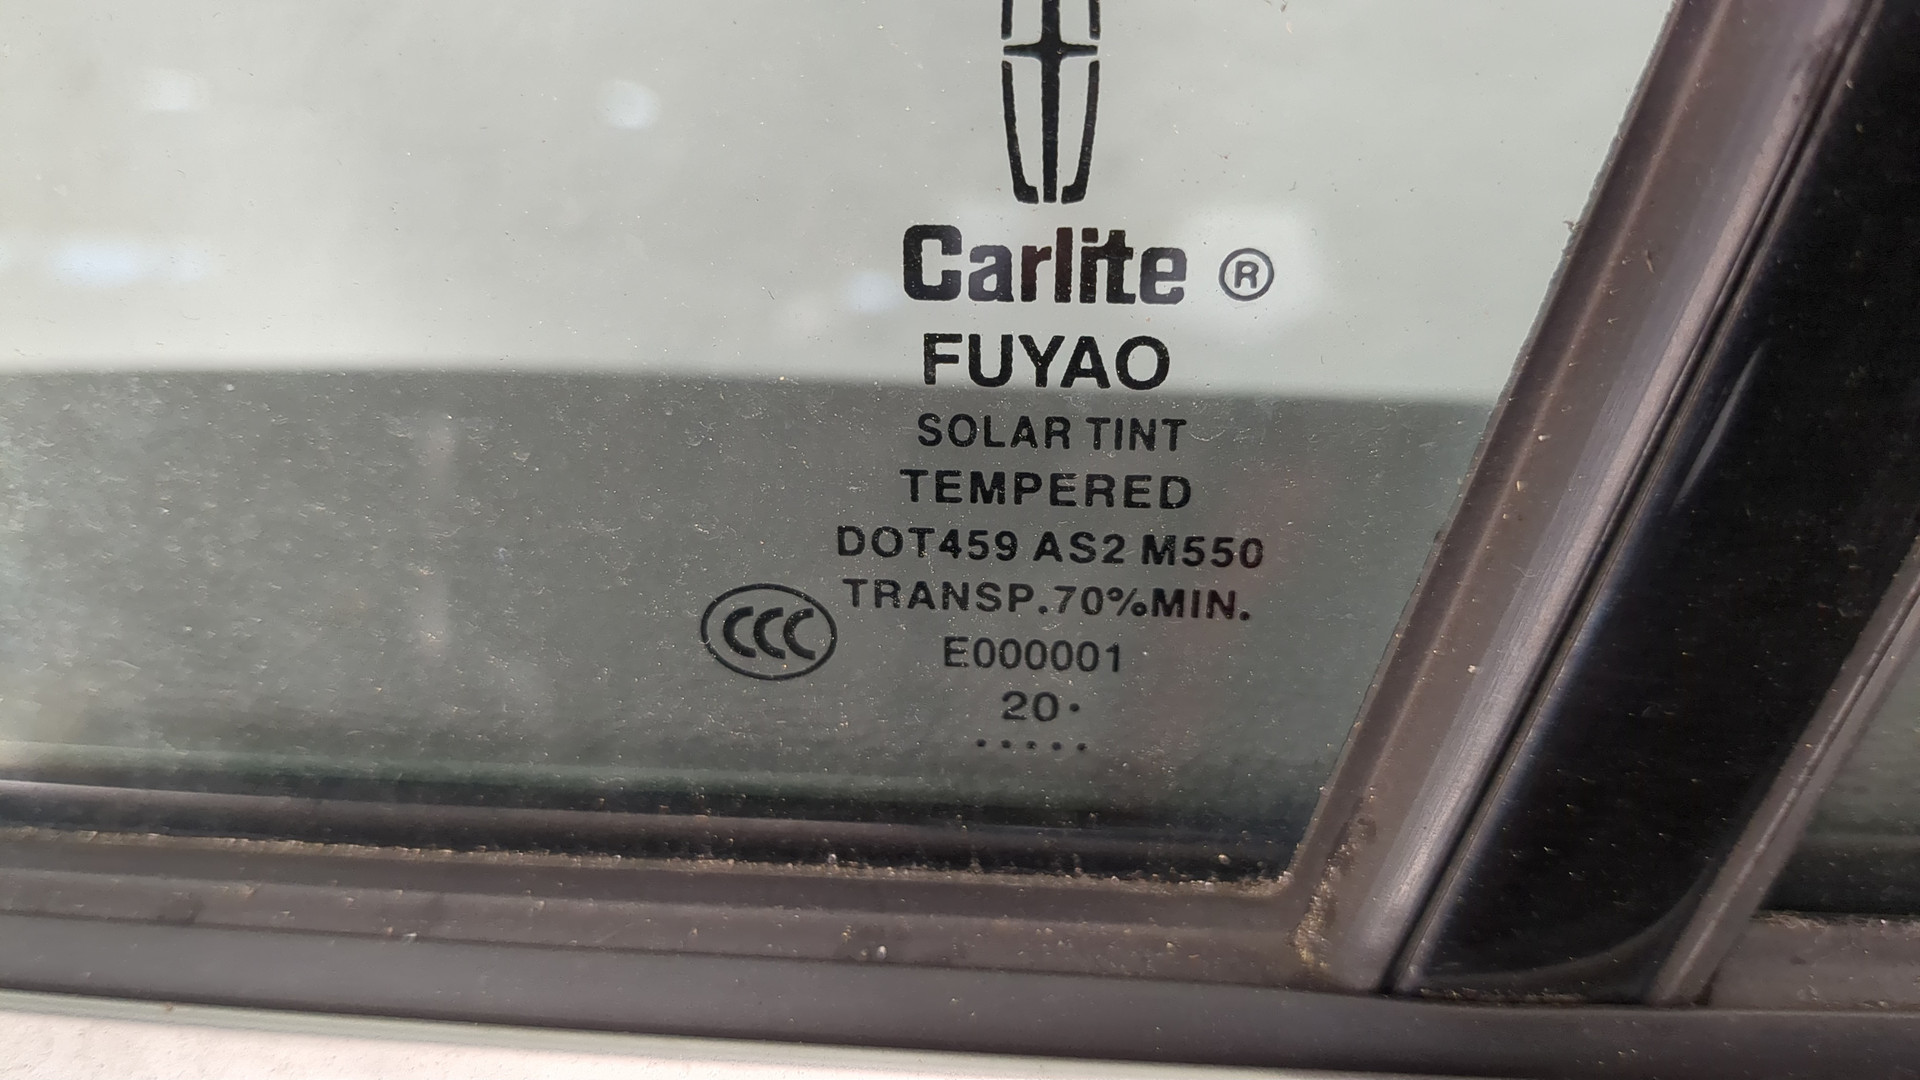 Carlite ®
FUYAO
SOLAR TINT
TEMPERED
DOT459 AS2 M550
TRANSP.70%MIN.
CCC
E000001
20·
·····